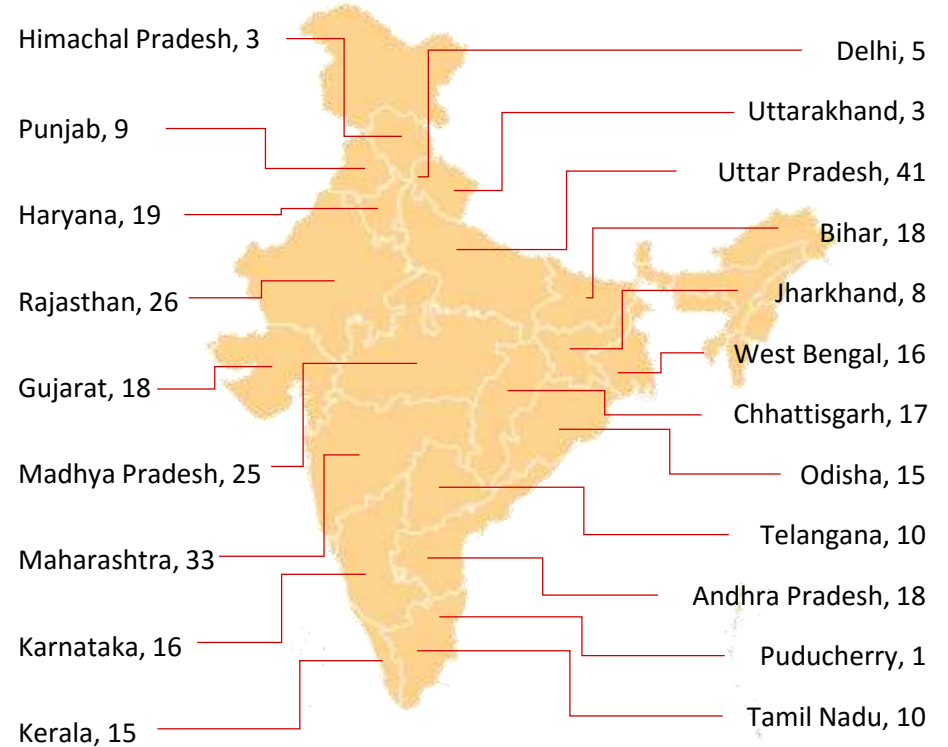 Himachal Pradesh, 3
Punjab, 9
Haryana, 19
Rajasthan, 26
Gujarat, 18
Madhya Pradesh, 25
Maharashtra, 33
Karnataka, 16
Kerala, 15
Delhi, 5
Uttarakhand, 3
Uttar Pradesh, 41
Bihar, 18
Jharkhand, 8
West Bengal, 16
Chhattisgarh, 17
Odisha, 15
Telangana, 10
Andhra Pradesh, 18
Puducherry, 1
Tamil Nadu, 10